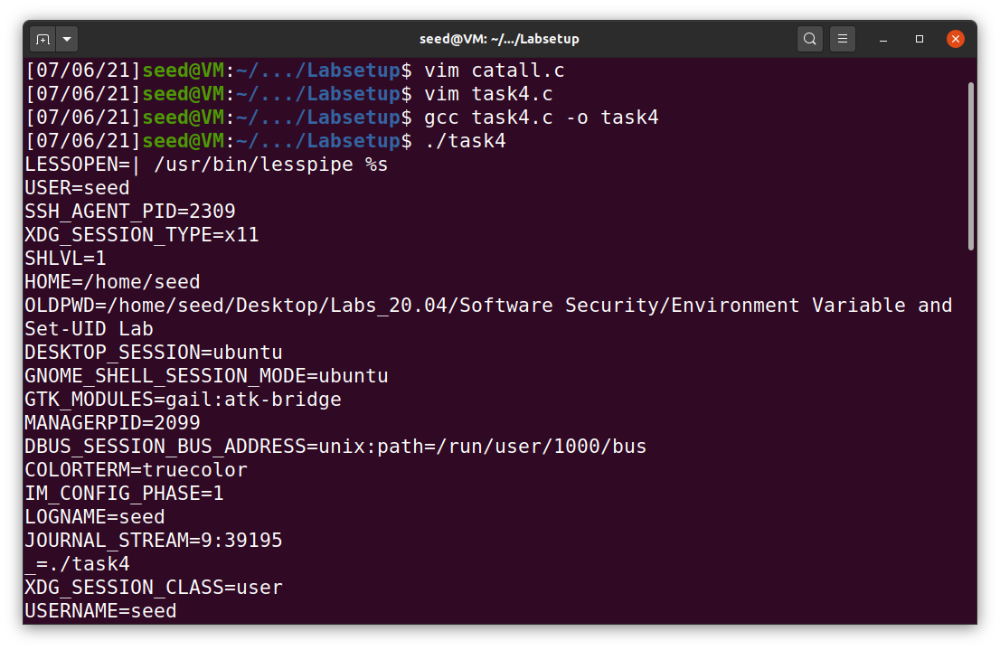 seed@VM: ~/.../Labsetup
[07/06/21]seed@VM:~/.../Labsetup$ vim catall.c
[07/06/21]seed@VM:~/.../Labsetup$ vim task4.c
[07/06/21]seed@VM:~/.../Labsetup$ gcc task4.c -o task4
[07/06/21]seed@VM:~/.../Labsetup$ ./task4
LESSOPEN=| /usr/bin/lesspipe %s
USER=seed
SSH_AGENT_PID=2309
XDG_SESSION_TYPE=x11
SHLVL=1
HOME=/home/seed
OLDPWD=/home/seed/Desktop/Labs_20.04/Software Security/Environment Variable and
Set-UID Lab
DESKTOP_SESSION=ubuntu
GNOME_SHELL_SESSION_MODE=ubuntu
GTK_MODULES=gail:atk-bridge
MANAGERPID=2099
DBUS_SESSION_BUS_ADDRESS=unix:path=/run/user/1000/bus
COLORTERM=truecolor
IM_CONFIG_PHASE=1
LOGNAME=seed
JOURNAL_STREAM=9:39195
_=./task4
XDG_SESSION_CLASS=user
USERNAME=seed